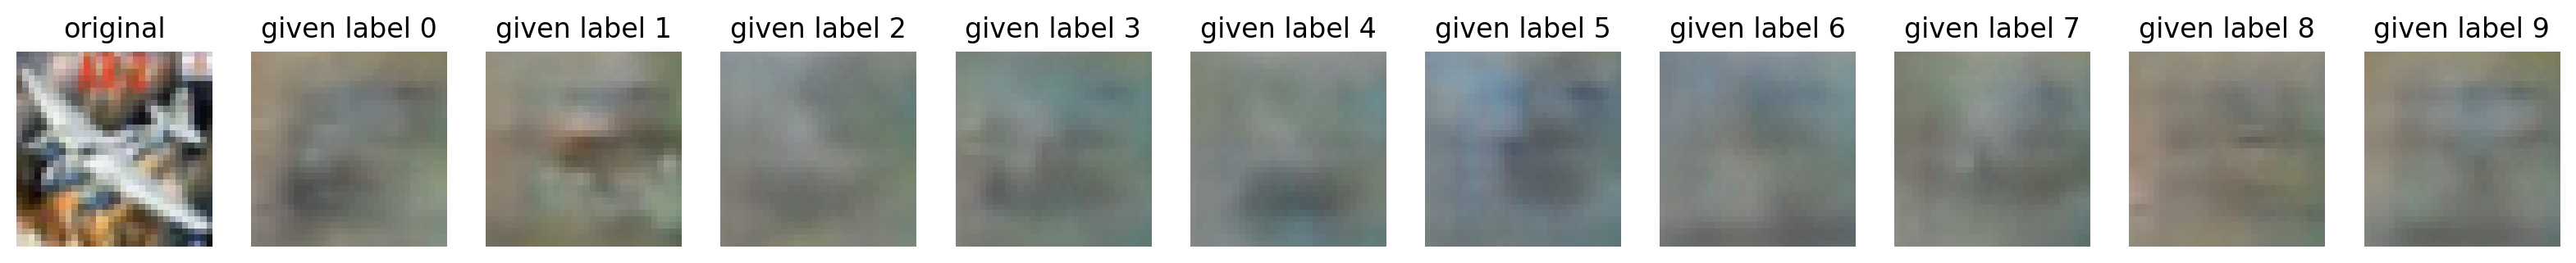 original
given label 0
given label 1
given label 2
given label 3
given label 4
given label 5
given label 6
given label 7
given label 8
given label 9